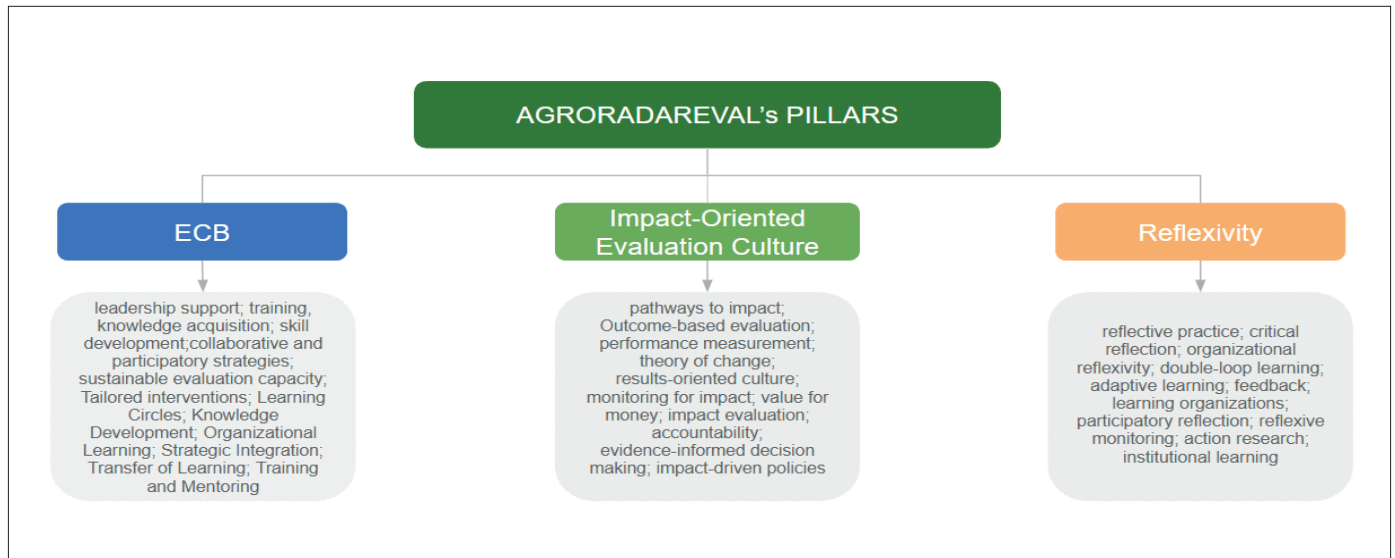 AGRORADAREVAL's PILLARS
ECB
leadership support; training,
knowledge acquisition; skill
development;collaborative and
participatory strategies;
sustainable evaluation capacity;
Tailored interventions; Learning
Circles; Knowledge
Development; Organizational
Learning; Strategic Integration;
Transfer of Learning; Training
and Mentoring
Impact-Oriented
Evaluation Culture
pathways to impact;
Outcome-based evaluation;
performance measurement;
theory of change;
results-oriented culture;
monitoring for impact; value for
money; impact evaluation;
accountability;
evidence-informed decision
making; impact-driven policies
Reflexivity
reflective practice; critical
reflection; organizational
reflexivity; double-loop learning;
adaptive learning; feedback;
learning organizations;
participatory reflection; reflexive
monitoring; action research;
institutional learning